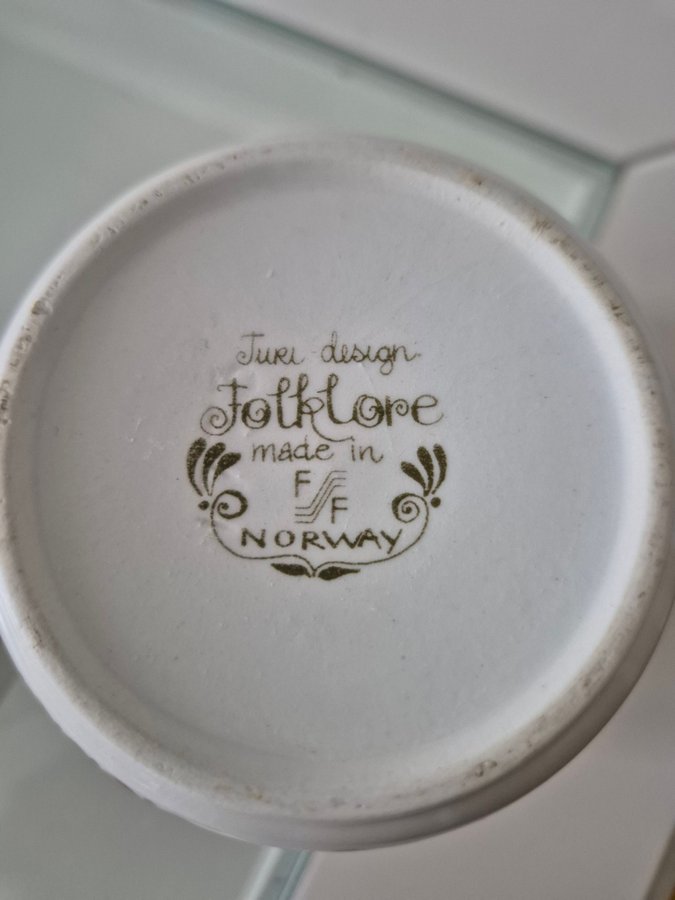 Turi-design
Folklore
made in
F
F
NORWAY